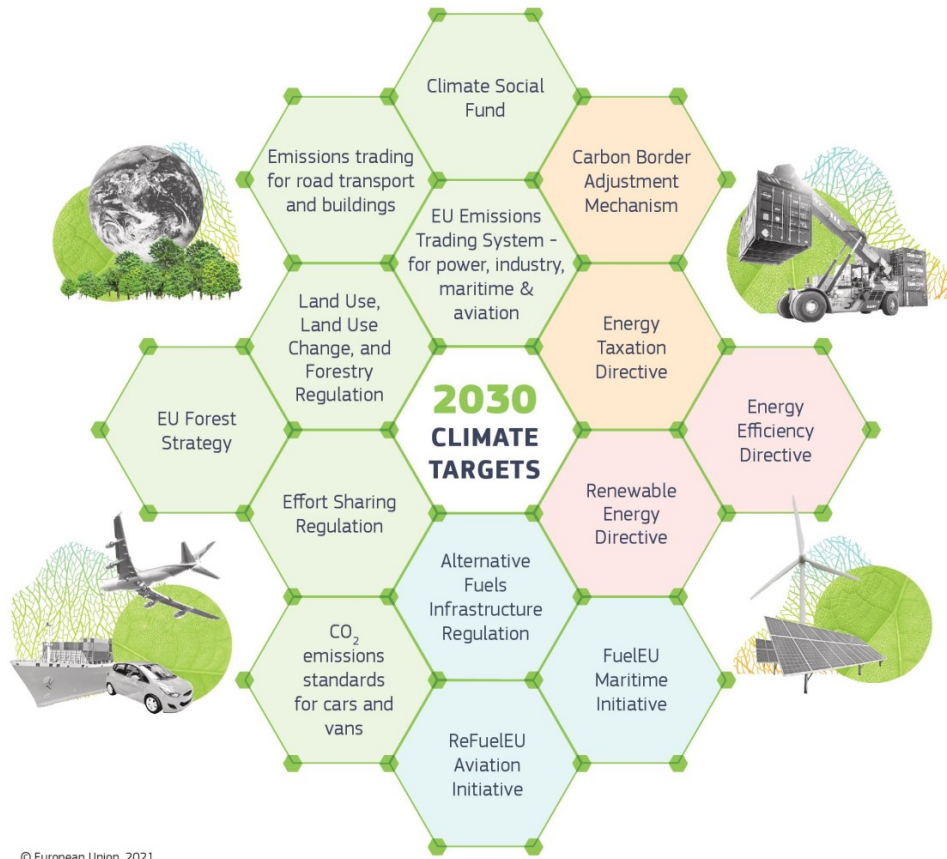 Climate Social
Fund
Emissions trading
for road transport
and buildings
Carbon Border
Adjustment
Mechanism
EU Emissions
Trading System -
for power, industry,
maritime &
aviation
Land Use,
Land Use
Change, and
Forestry
Regulation
Energy
Taxation
Directive
EU Forest
Strategy
2030
CLIMATE
TARGETS
Energy
Efficiency
Directive
Effort Sharing
Regulation
Renewable
Energy
Directive
Alternative
Fuels
Infrastructure
Regulation
CO₂
emissions
standards
for cars and
vans
FuelEU
Maritime
Initiative
ReFuelEU
Aviation
Initiative
© European Union, 2021